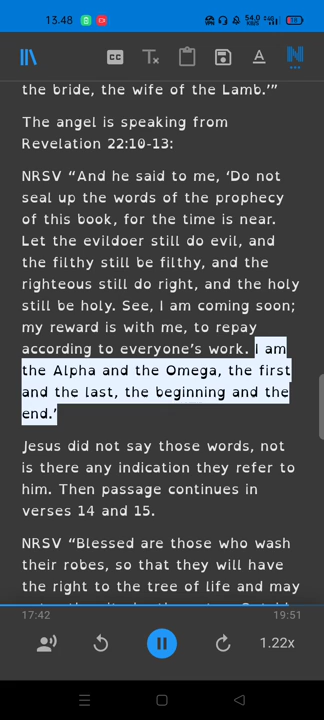 13.48
54.0
KB/S
CC
the bride, the wife of the Lamb.’”
The angel is speaking from
Revelation 22:10-13:
NRSV “And he said to me, ‘Do not
seal up the words of the prophecy
of this book, for the time is near.
Let the evildoer still do evil, and
the filthy still be filthy, and the
righteous still do right, and the holy
still be holy. See, I am coming soon;
my reward is with me, to repay
according to everyone’s work. I am
the Alpha and the Omega, the first
and the last, the beginning and the
end.’
Jesus did not say those words, not
is there any indication they refer to
him. Then passage continues in
verses 14 and 15.
NRSV “Blessed are those who wash
their robes, so that they will have
the right to the tree of life and may
17:42
19:51
1.22x